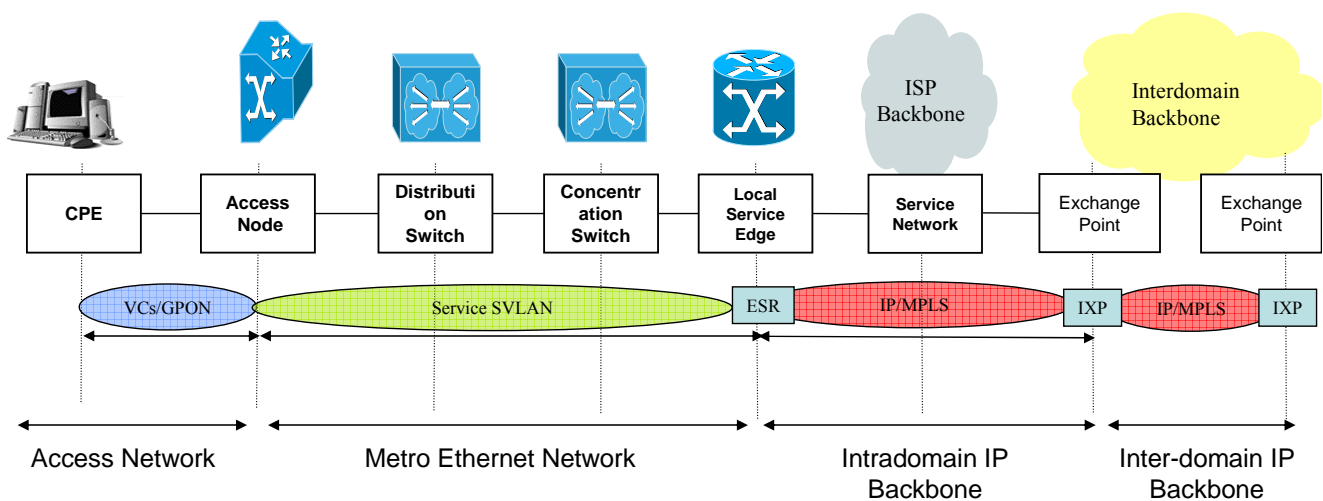 ISP
Backbone
Interdomain
Backbone
CPE
Access
Node
Distributi
on
Switch
Concentr
ation
Switch
Local
Service
Edge
Service
Network
Exchange
Point
Exchange
Point
VCs/GPON
Service SVLAN
ESR
IP/MPLS
IXP
IP/MPLS
IXP
Access Network
Metro Ethernet Network
Intradomain IP
Backbone
Inter-domain IP
Backbone